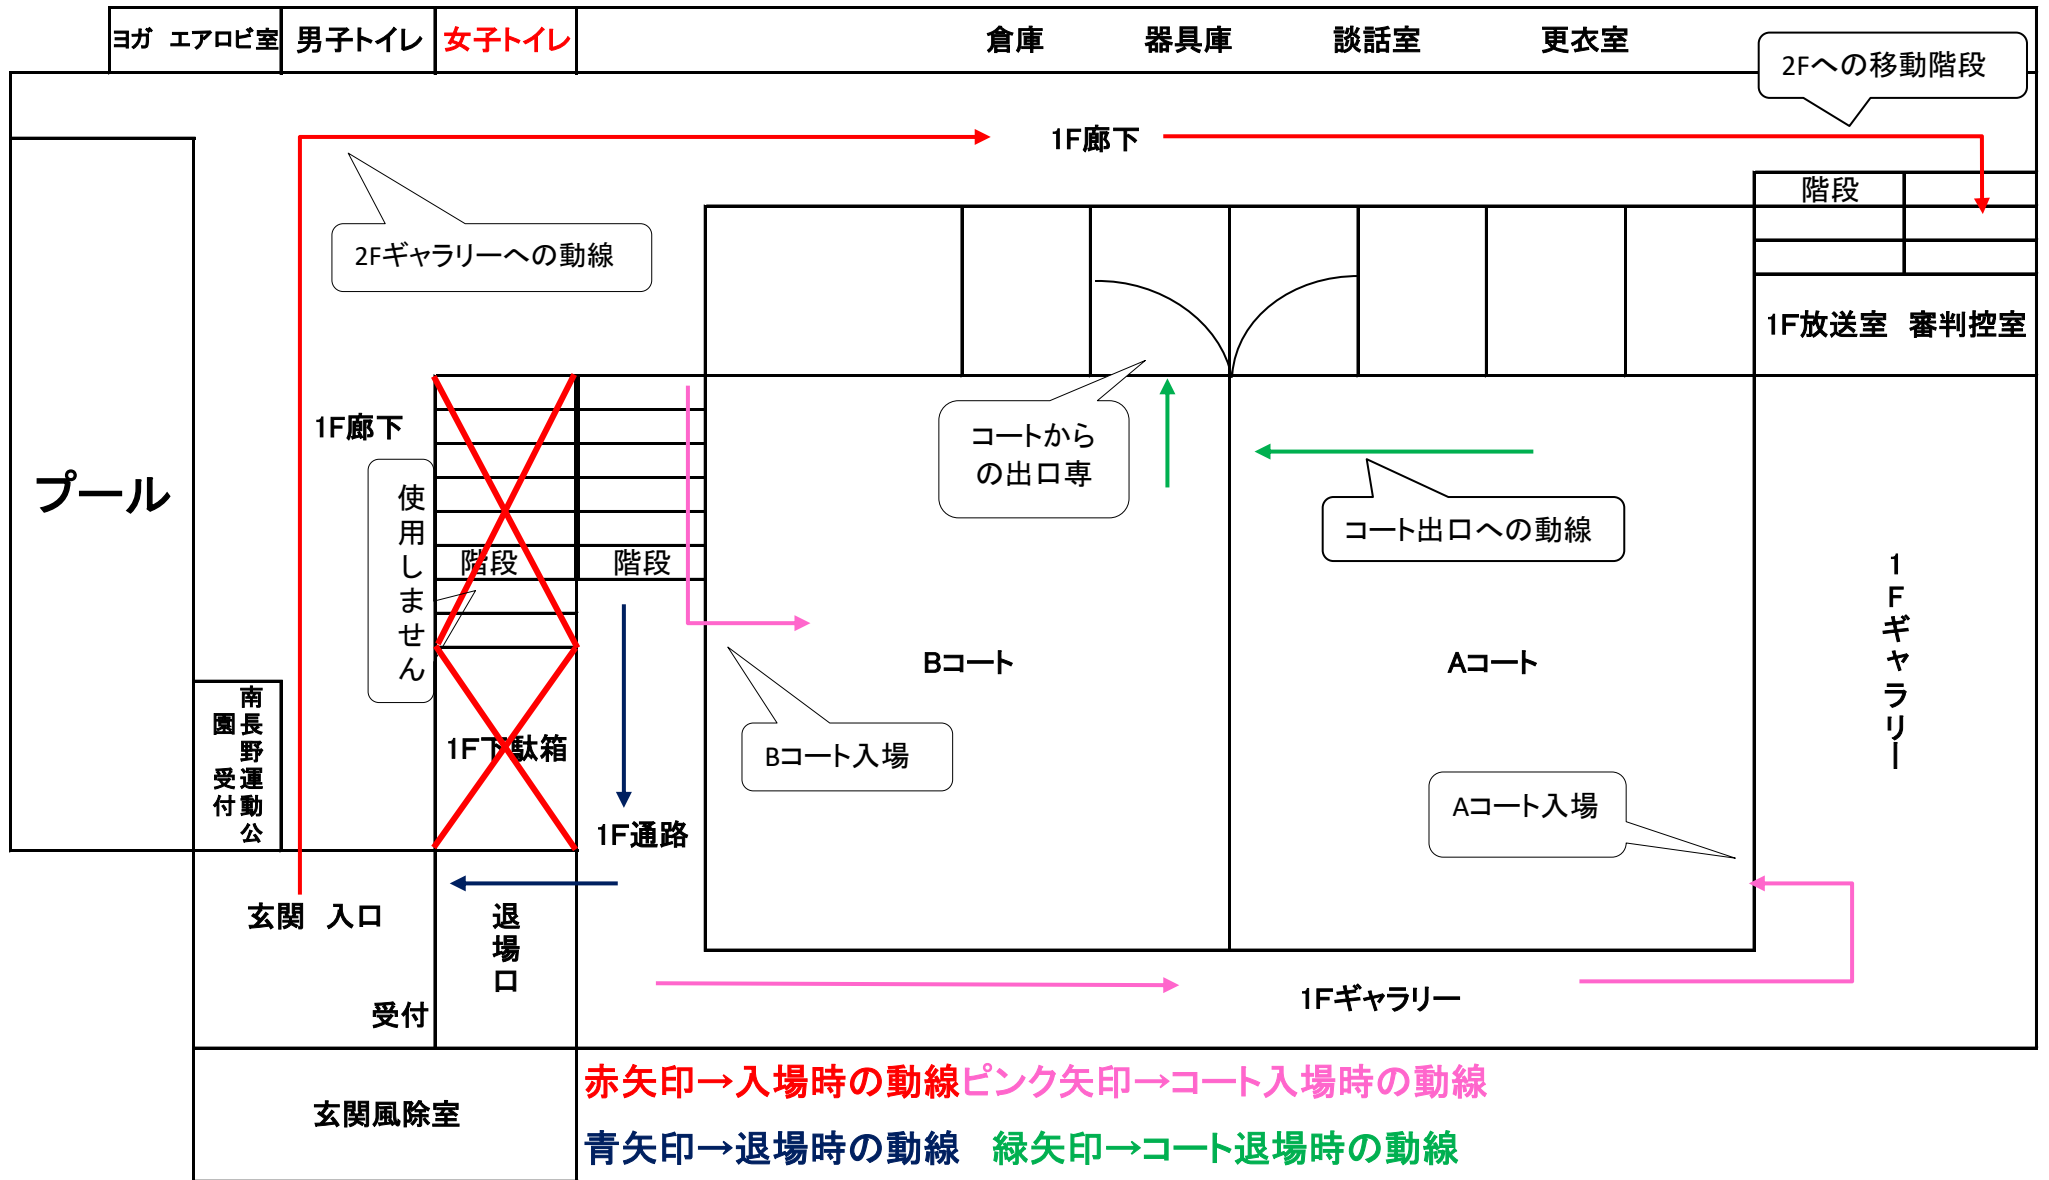 ヨガ　エアロビ室
男子トイレ
女子トイレ
倉庫
器具庫
談話室
更衣室
2Fへの移動階段
1F廊下
階段
2Fギャラリーへの動線
1F放送室　審判控室
1F廊下
コートから
の出口専
プール
使用しません
コート出口への動線
階段
階段
1Fギャラリー
Bコート
Aコート
南長野運動公
園　受付
1F下駄箱
Bコート入場
Aコート入場
1F通路
玄関　入口
退場口
1Fギャラリー
受付
赤矢印→入場時の動線
ピンク矢印→コート入場時の動線
玄関風除室
青矢印→退場時の動線
緑矢印→コート退場時の動線